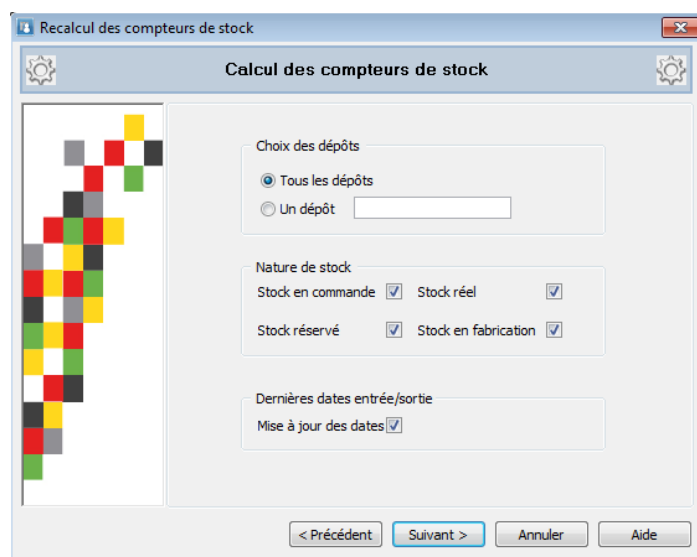 Recalcul des compteurs de stock
Calcul des compteurs de stock
Choix des dépôts
Tous les dépôts
Un dépôt
Nature de stock
Stock en commande Stock réel
Stock réservé Stock en fabrication
Dernières dates entrée/sortie
Mise à jour des dates
< Précédent Suivant > Annuler Aide